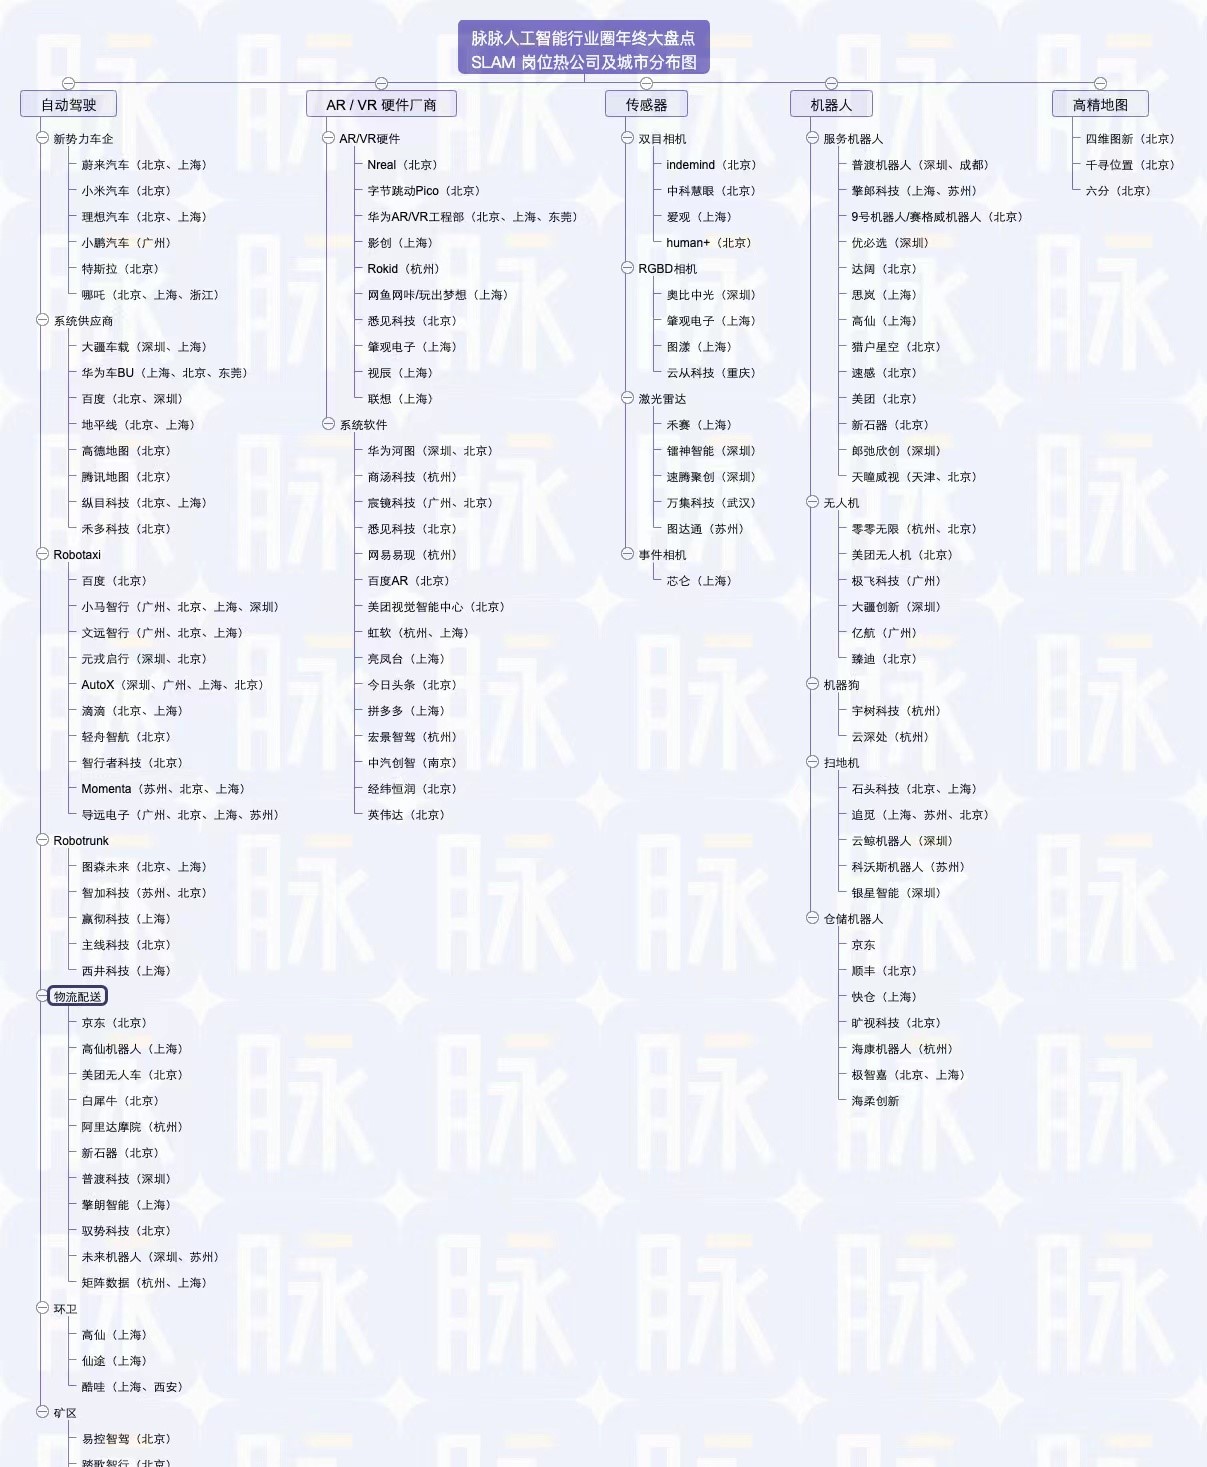 脉脉人工智能行业圈年终大盘点
SLAM 岗位热公司及城市分布图
自动驾驶
新势力车企
蔚来汽车（北京、上海）
小米汽车（北京）
理想汽车（北京、上海）
小鹏汽车（广州）
特斯拉（北京）
哪吒（北京、上海、浙江）
系统供应商
大疆车载（深圳、上海）
华为车BU（上海、北京、东莞）
百度（北京、深圳）
地平线（北京、上海）
高德地图（北京）
腾讯地图（北京）
纵目科技（北京、上海）
禾多科技（北京）
Robotaxi
百度（北京）
小马智行（广州、北京、上海、深圳）
文远智行（广州、北京、上海）
元戎启行（深圳、北京）
AutoX（深圳、广州、上海、北京）
滴滴（北京、上海）
轻舟智航（北京）
智行者科技（北京）
Momenta（苏州、北京、上海）
导远电子（广州、北京、上海、苏州）
Robotrunk
图森未来（北京、上海）
智加科技（苏州、北京）
赢彻科技（上海）
主线科技（北京）
西井科技（上海）
物流配送
京东（北京）
高仙机器人（上海）
美团无人车（北京）
白犀牛（北京）
阿里达摩院（杭州）
新石器（北京）
普渡科技（深圳）
擎朗智能（上海）
驭势科技（北京）
未来机器人（深圳、苏州）
矩阵数据（杭州、上海）
环卫
高仙（上海）
仙途（上海）
酷哇（上海、西安）
矿区
易控智驾（北京）
踏歌智行（北京）
AR / VR 硬件厂商
AR/VR硬件
Nreal（北京）
字节跳动Pico（北京）
华为AR/VR工程部（北京、上海、东莞）
影创（上海）
Rokid（杭州）
网鱼网咔/玩出梦想（上海）
悉见科技（北京）
肇观电子（上海）
视辰（上海）
联想（上海）
系统软件
华为河图（深圳、北京）
商汤科技（杭州）
宸镜科技（广州、北京）
悉见科技（北京）
网易易现（杭州）
百度AR（北京）
美团视觉智能中心（北京）
虹软（杭州、上海）
亮凤台（上海）
今日头条（北京）
拼多多（上海）
宏景智驾（杭州）
中汽创智（南京）
经纬恒润（北京）
英伟达（北京）
传感器
双目相机
indemind（北京）
中科慧眼（北京）
爱观（上海）
human+（北京）
RGBD相机
奥比中光（深圳）
肇观电子（上海）
图漾（上海）
云从科技（重庆）
激光雷达
禾赛（上海）
镭神智能（深圳）
速腾聚创（深圳）
万集科技（武汉）
图达通（苏州）
事件相机
芯仑（上海）
机器人
服务机器人
普渡机器人（深圳、成都）
擎郎科技（上海、苏州）
9号机器人/赛格威机器人（北京）
优必选（深圳）
达闼（北京）
思岚（上海）
高仙（上海）
猎户星空（北京）
速感（北京）
美团（北京）
新石器（北京）
郎弛欣创（深圳）
天瞳威视（天津、北京）
无人机
零零无限（杭州、北京）
美团无人机（北京）
极飞科技（广州）
大疆创新（深圳）
亿航（广州）
臻迪（北京）
机器狗
宇树科技（杭州）
云深处（杭州）
扫地机
石头科技（北京、上海）
追觅（上海、苏州、北京）
云鲸机器人（深圳）
科沃斯机器人（苏州）
银星智能（深圳）
仓储机器人
京东
顺丰（北京）
快仓（上海）
旷视科技（北京）
海康机器人（杭州）
极智嘉（北京、上海）
海柔创新
高精地图
四维图新（北京）
千寻位置（北京）
六分（北京）